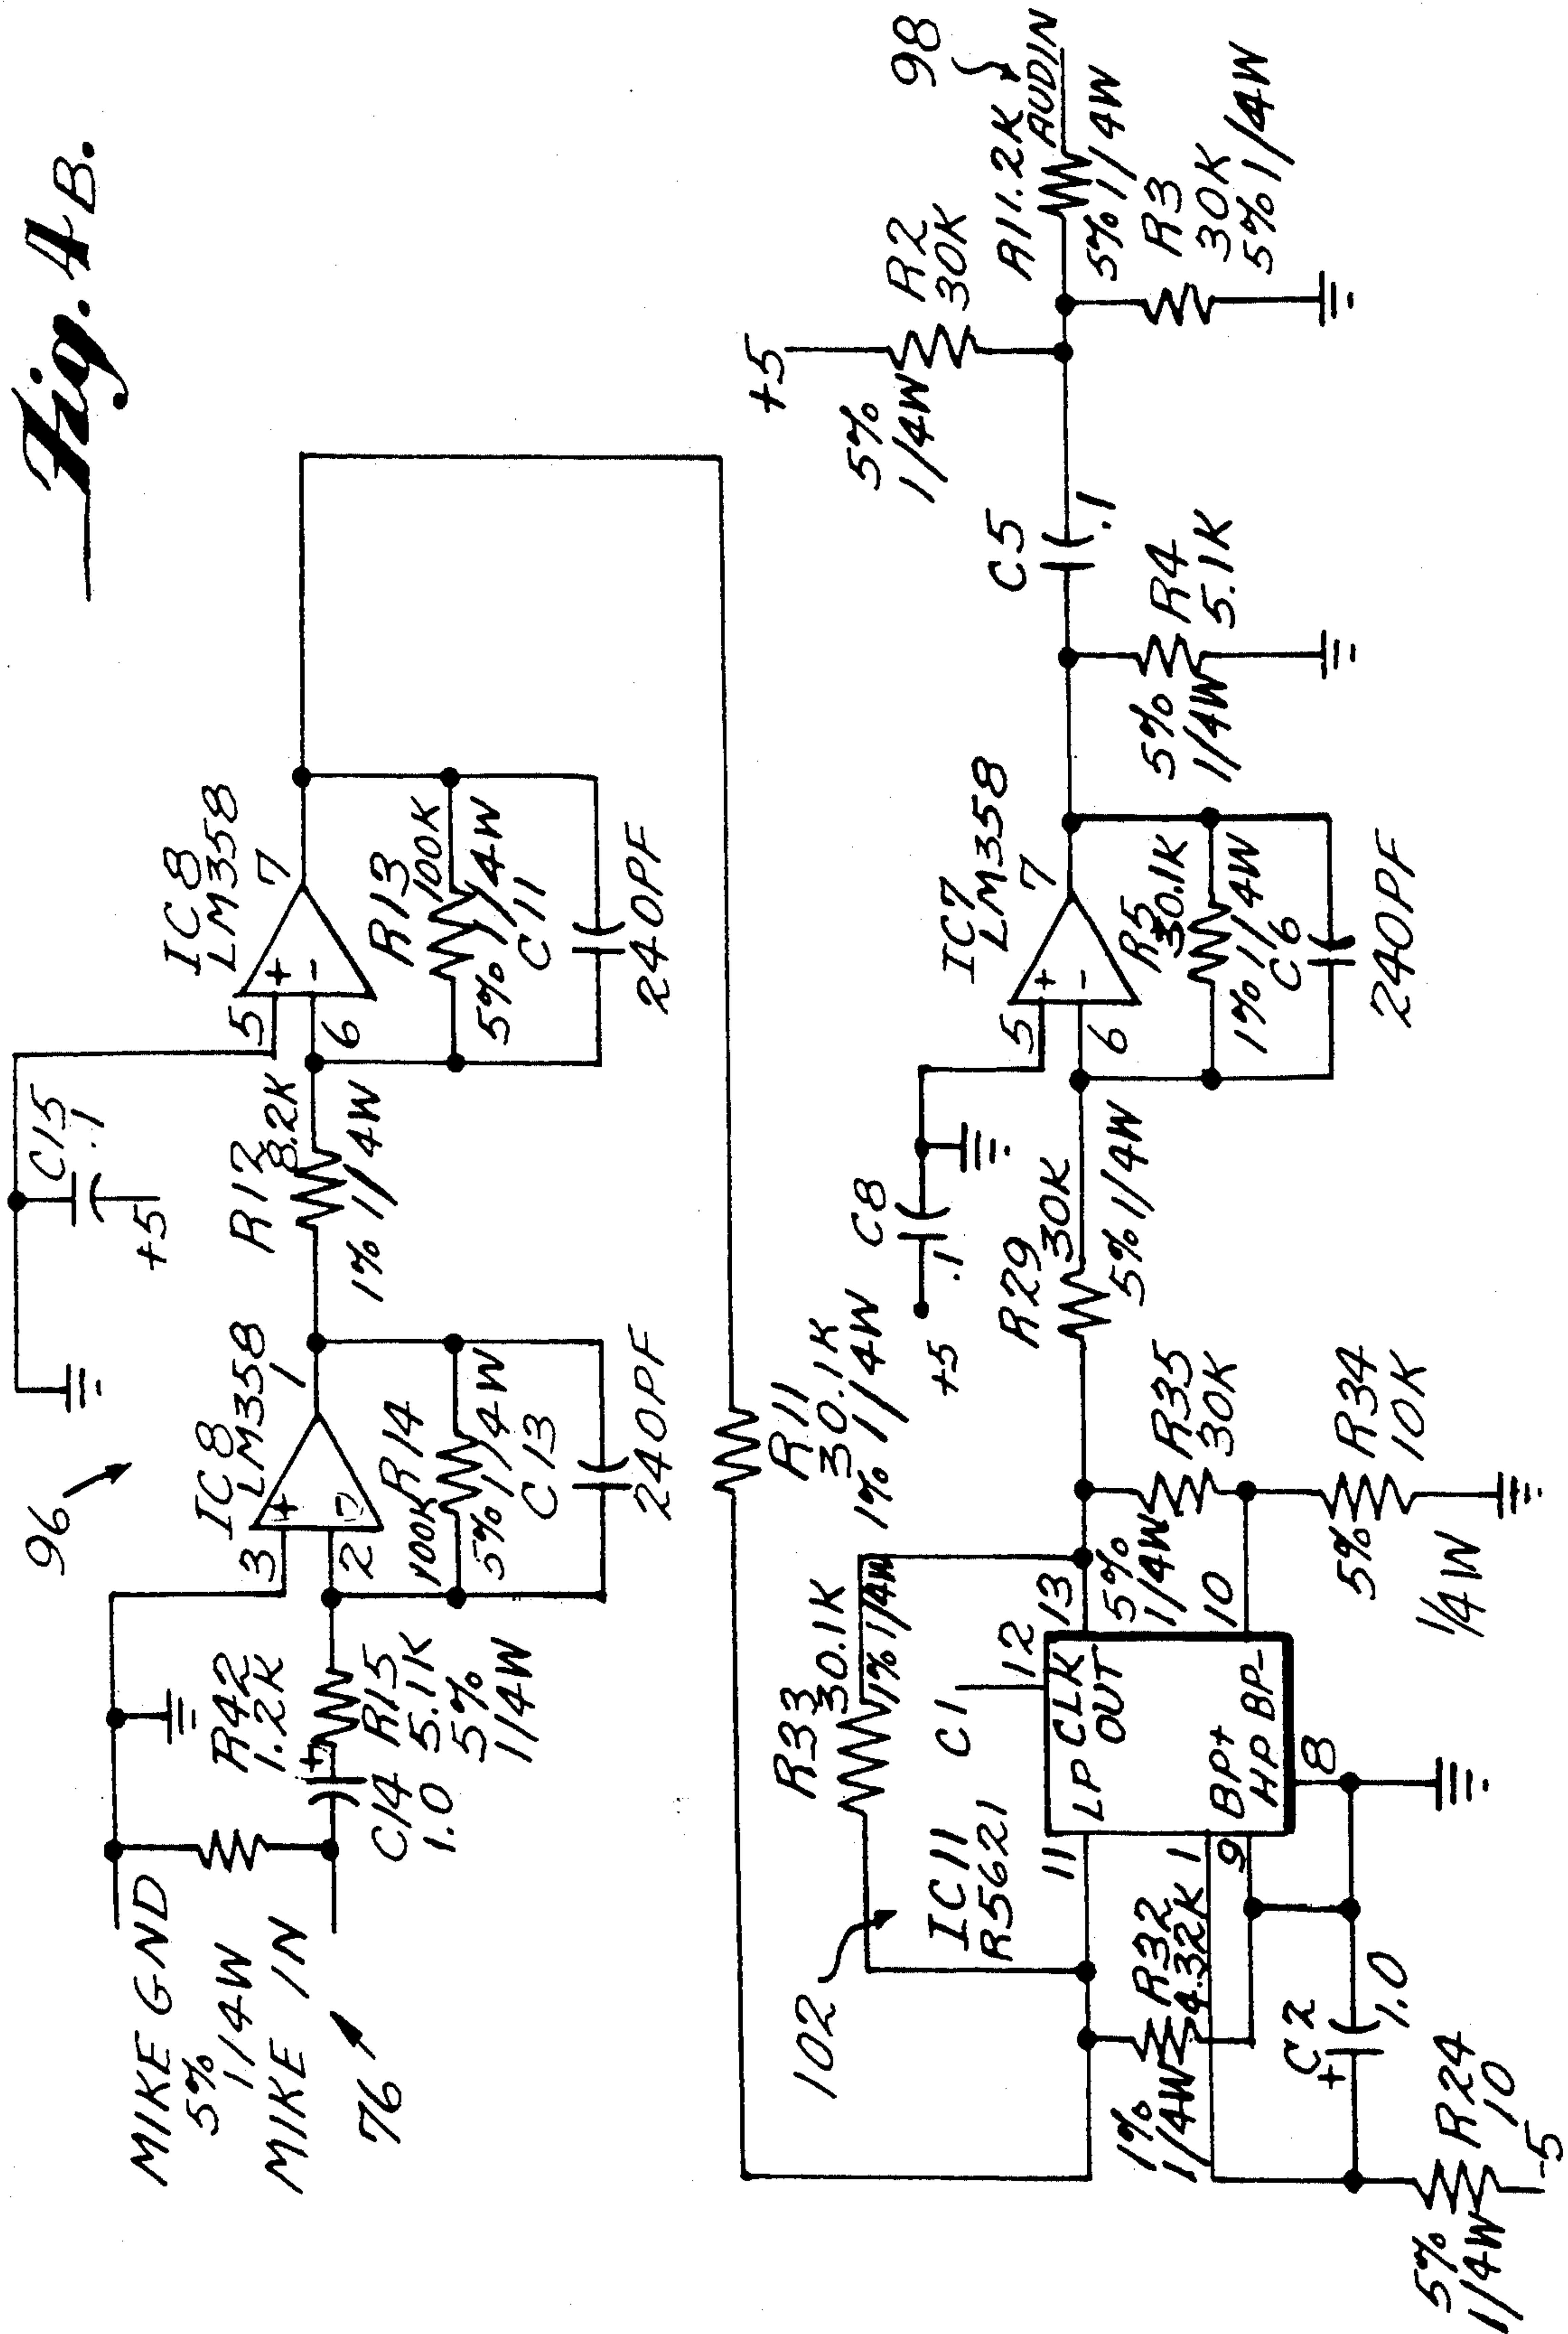 Fig. 4B.
96
C15
.1
+5
IC8
LM358
3
2
1
R12
8.2K
1% 1/4W
IC8
LM358
5
6
7
R13
100K
5% 1/4W
C11
240PF
MIKE GND
5%
1/4W
MIKE IN
76
R42
1.2K
C14
1.0
R15
5.1K
5%
1/4W
R14
100K
5% 1/4W
C13
240PF
R11
30.1K
1% 1/4W
102
R33
30.1K
1% 1/4W
IC11
R5621
C1
12
11
13
LP CLK
OUT
BP+
HP BP-
1
9
8
10
R32
4.32K
1%
1/4W
C2
+
1.0
R24
10
5%
1/4W
-5
5%
1/4W
R35
30K
R34
10K
5%
1/4W
C8
.1
+5
R29
30K
5% 1/4W
IC7
LM358
5
6
7
R5
30.1K
1% 1/4W
C6
240PF
R4
5.1K
5%
1/4W
C5
.1
+5
R2
30K
5%
1/4W
R1 1.2K
5% 1/4W
AUDIN
98
R3
30K
5% 1/4W